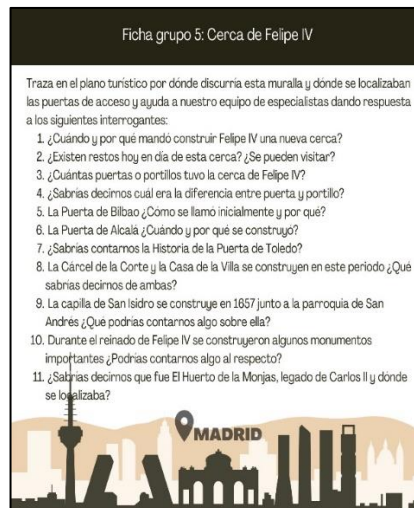 Ficha grupo 5: Cerca de Felipe IV
Traza en el plano turístico por dónde discurría esta muralla y dónde se localizaban
las puertas de acceso y ayuda a nuestro equipo de especialistas dando respuesta
a los siguientes interrogantes:
1. ¿Cuándo y por qué mandó construir Felipe IV una nueva cerca?
2. ¿Existen restos hoy en día de esta cerca? ¿Se pueden visitar?
3. ¿Cuántas puertas o portillos tuvo la cerca de Felipe IV?
4. ¿Sabrías decirnos cuál era la diferencia entre puerta y portillo?
5. La Puerta de Bilbao ¿Cómo se llamó inicialmente y por qué?
6. La Puerta de Alcalá ¿Cuándo y por qué se construyó?
7. ¿Sabrías contarnos la Historia de la Puerta de Toledo?
8. La Cárcel de la Corte y la Casa de la Villa se construyen en este periodo ¿Qué
sabrías decirnos de ambas?
9. La capilla de San Isidro se construye en 1657 junto a la parroquia de San
Andrés ¿Qué podrías contarnos algo sobre ella?
10. Durante el reinado de Felipe IV se construyeron algunos monumentos
importantes ¿Podrías contarnos algo al respecto?
11. ¿Sabrías decirnos que fue El Huerto de la Monjas, legado de Carlos II y dónde
se localizaba?
MADRID